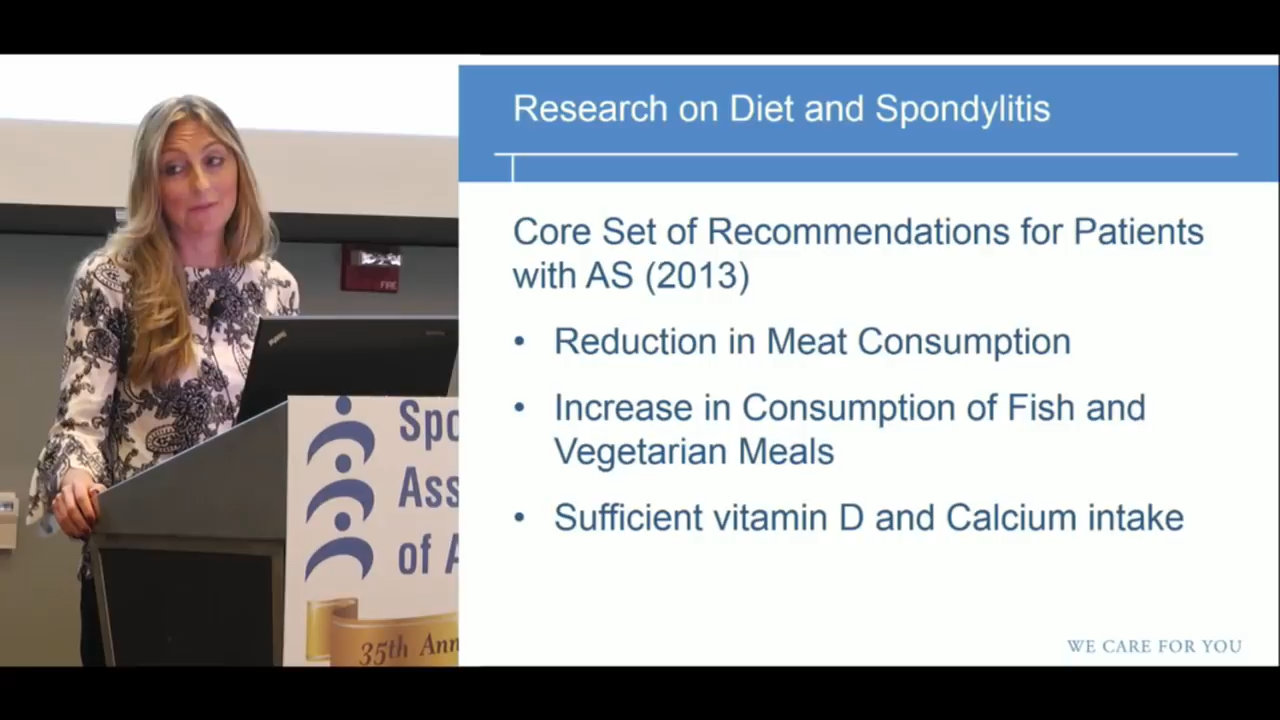 Research on Diet and Spondylitis
Core Set of Recommendations for Patients
with AS (2013)
• Reduction in Meat Consumption
• Increase in Consumption of Fish and
Vegetarian Meals
• Sufficient vitamin D and Calcium intake
WE CARE FOR YOU
FIRE
ThinkPad
Spo
Ass
of A
35th Ann